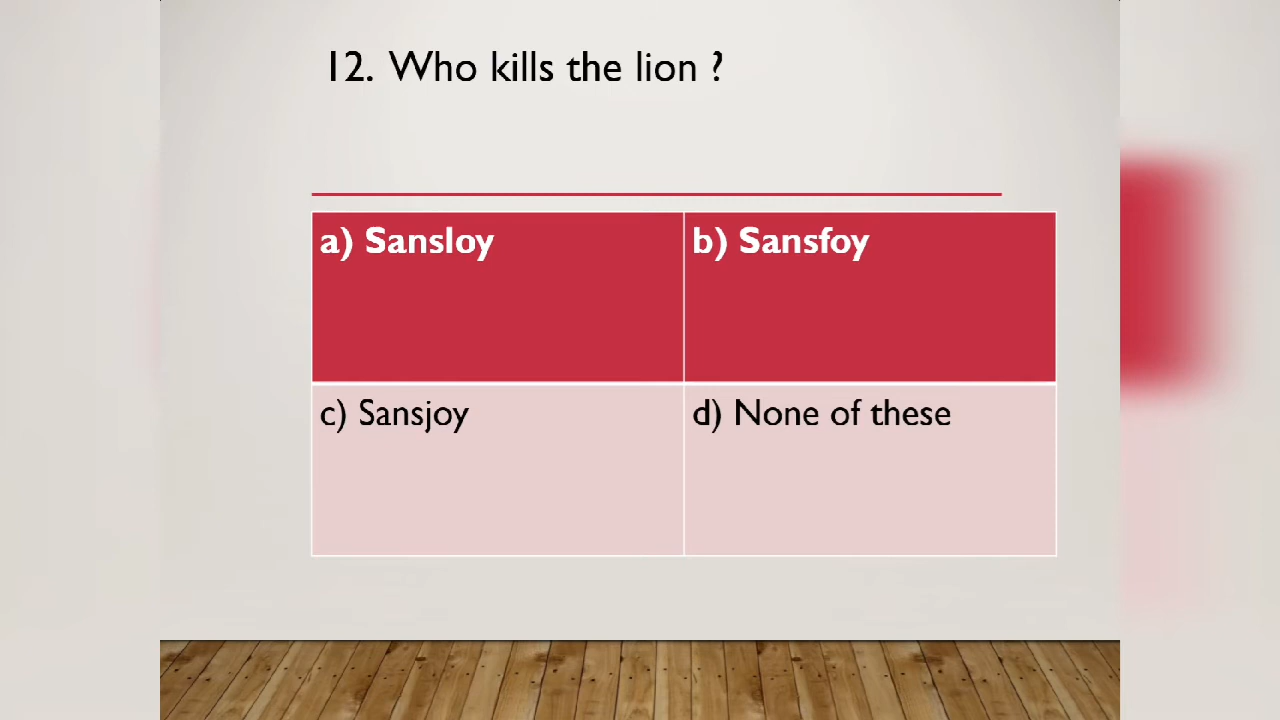 12. Who kills the lion ?
a) Sansloy
b) Sansfoy
c) Sansjoy
d) None of these